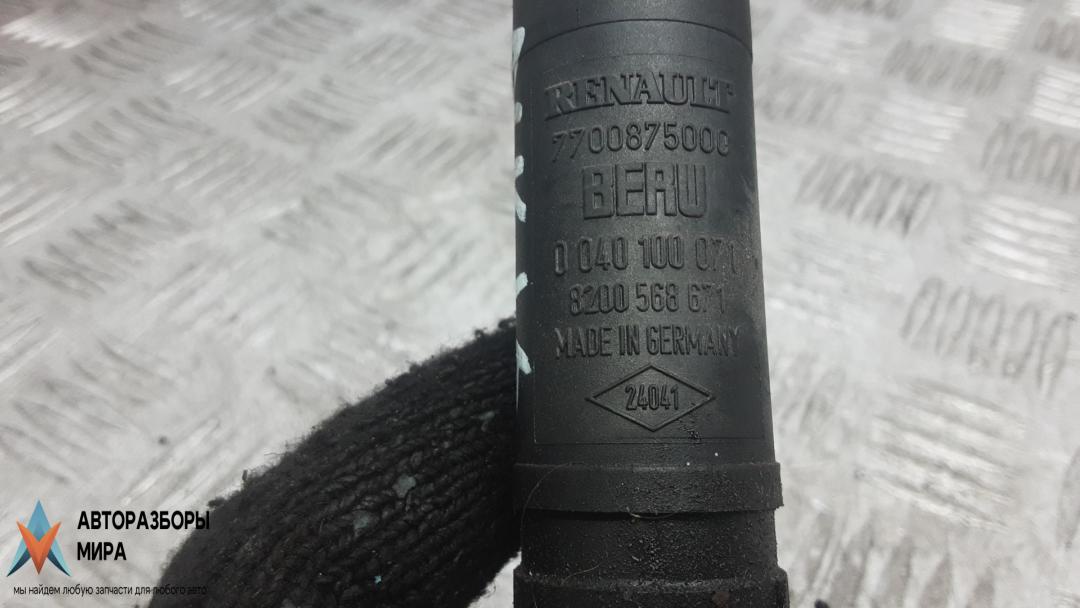 RENAULT
7700875000
BERU
0 040 100 071
8200 568 671
MADE IN GERMANY
24041
АВТОРАЗБОРЫ
МИРА
мы найдем любую запчасти для любого авто